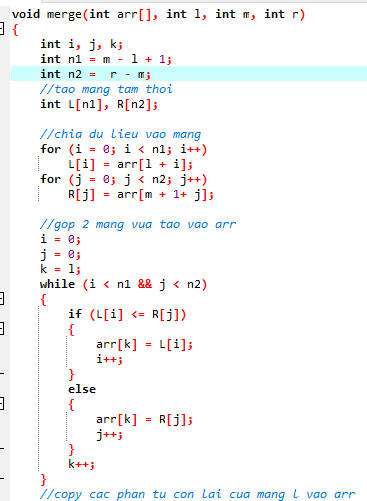 void merge(int arr[], int l, int m, int r)
{
    int i, j, k;
    int n1 = m - l + 1;
    int n2 =  r - m;
    //tao mang tam thoi
    int L[n1], R[n2];

    //chia du lieu vao mang
    for (i = 0; i < n1; i++)
        L[i] = arr[l + i];
    for (j = 0; j < n2; j++)
        R[j] = arr[m + 1+ j];

    //gop 2 mang vua tao vao arr
    i = 0;
    j = 0;
    k = l;
    while (i < n1 && j < n2)
    {
        if (L[i] <= R[j])
        {
            arr[k] = L[i];
            i++;
        }
        else
        {
            arr[k] = R[j];
            j++;
        }
        k++;
    }
    //copy cac phan tu con lai cua mang l vao arr